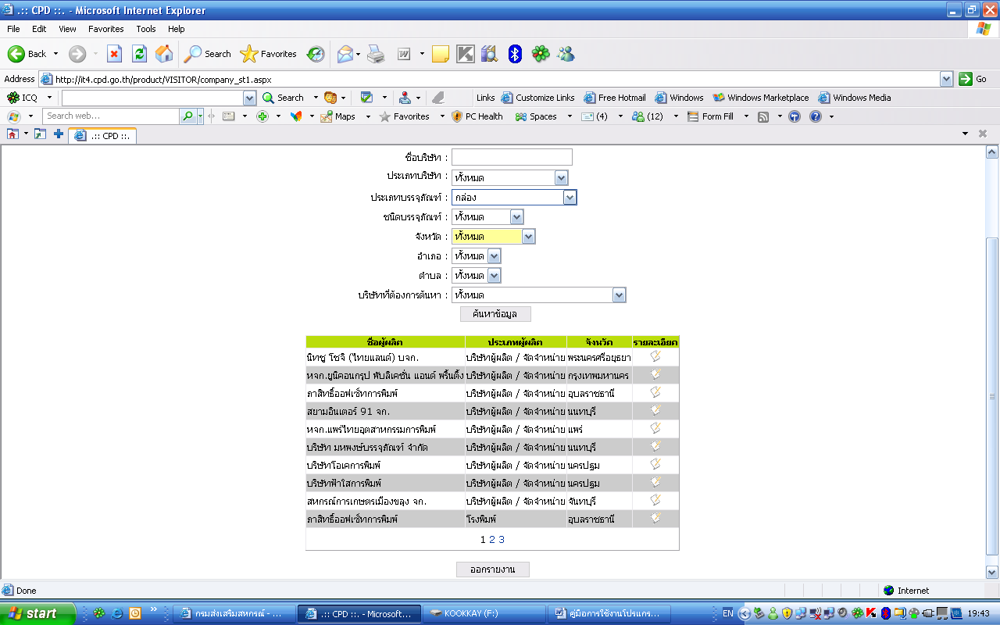 .:: CPD ::. - Microsoft Internet Explorer
File Edit View Favorites Tools Help
Back Search Favorites
Address http://it4.cpd.go.th/product/VISITOR/company_st1.aspx Go
ICQ Search Links Customize Links Free Hotmail Windows Windows Marketplace Windows Media
Search web... Maps Favorites PC Health Spaces (4) (12) Form Fill
.:: CPD ::.
ชื่อบริษัท :
ประเภทบริษัท : ทั้งหมด
ประเภทบรรจุภัณฑ์ : กล่อง
ชนิดบรรจุภัณฑ์ : ทั้งหมด
จังหวัด : ทั้งหมด
อำเภอ : ทั้งหมด
ตำบล : ทั้งหมด
บริษัทที่ต้องการค้นหา : ทั้งหมด
ค้นหาข้อมูล
ชื่อผู้ผลิต ประเภทผู้ผลิต จังหวัด รายละเอียด
นิทซู โชจิ (ไทยแลนด์) บจก. บริษัทผู้ผลิต / จัดจำหน่าย พระนครศรีอยุธยา
หจก.ยูนิคอนกรุป พับลิเคชั่น แอนด์ พริ้นติ้ง บริษัทผู้ผลิต / จัดจำหน่าย กรุงเทพมหานคร
ภาสิทธิ์ออฟเซ็ทการพิมพ์ บริษัทผู้ผลิต / จัดจำหน่าย อุบลราชธานี
สยามอินเตอร์ 91 จก. บริษัทผู้ผลิต / จัดจำหน่าย นนทบุรี
หจก.แพร่ไทยอุตสาหกรรมการพิมพ์ บริษัทผู้ผลิต / จัดจำหน่าย แพร่
บริษัท มหพงษ์บรรจุภัณฑ์ จำกัด บริษัทผู้ผลิต / จัดจำหน่าย นนทบุรี
บริษัทโอเคการพิมพ์ บริษัทผู้ผลิต / จัดจำหน่าย นครปฐม
บริษัทฟ้าใสการพิมพ์ บริษัทผู้ผลิต / จัดจำหน่าย นครปฐม
สหกรณ์การเกษตรเมืองขลุง จก. บริษัทผู้ผลิต / จัดจำหน่าย จันทบุรี
ภาสิทธิ์ออฟเซ็ทการพิมพ์ โรงพิมพ์ อุบลราชธานี
1 2 3
ออกรายงาน
Done Internet
start กรมส่งเสริมสหกรณ์ - ... .:: CPD ::. - Microsoft... KOOKKAY (F:) คู่มือการใช้งานโปรแกร... EN 19:43